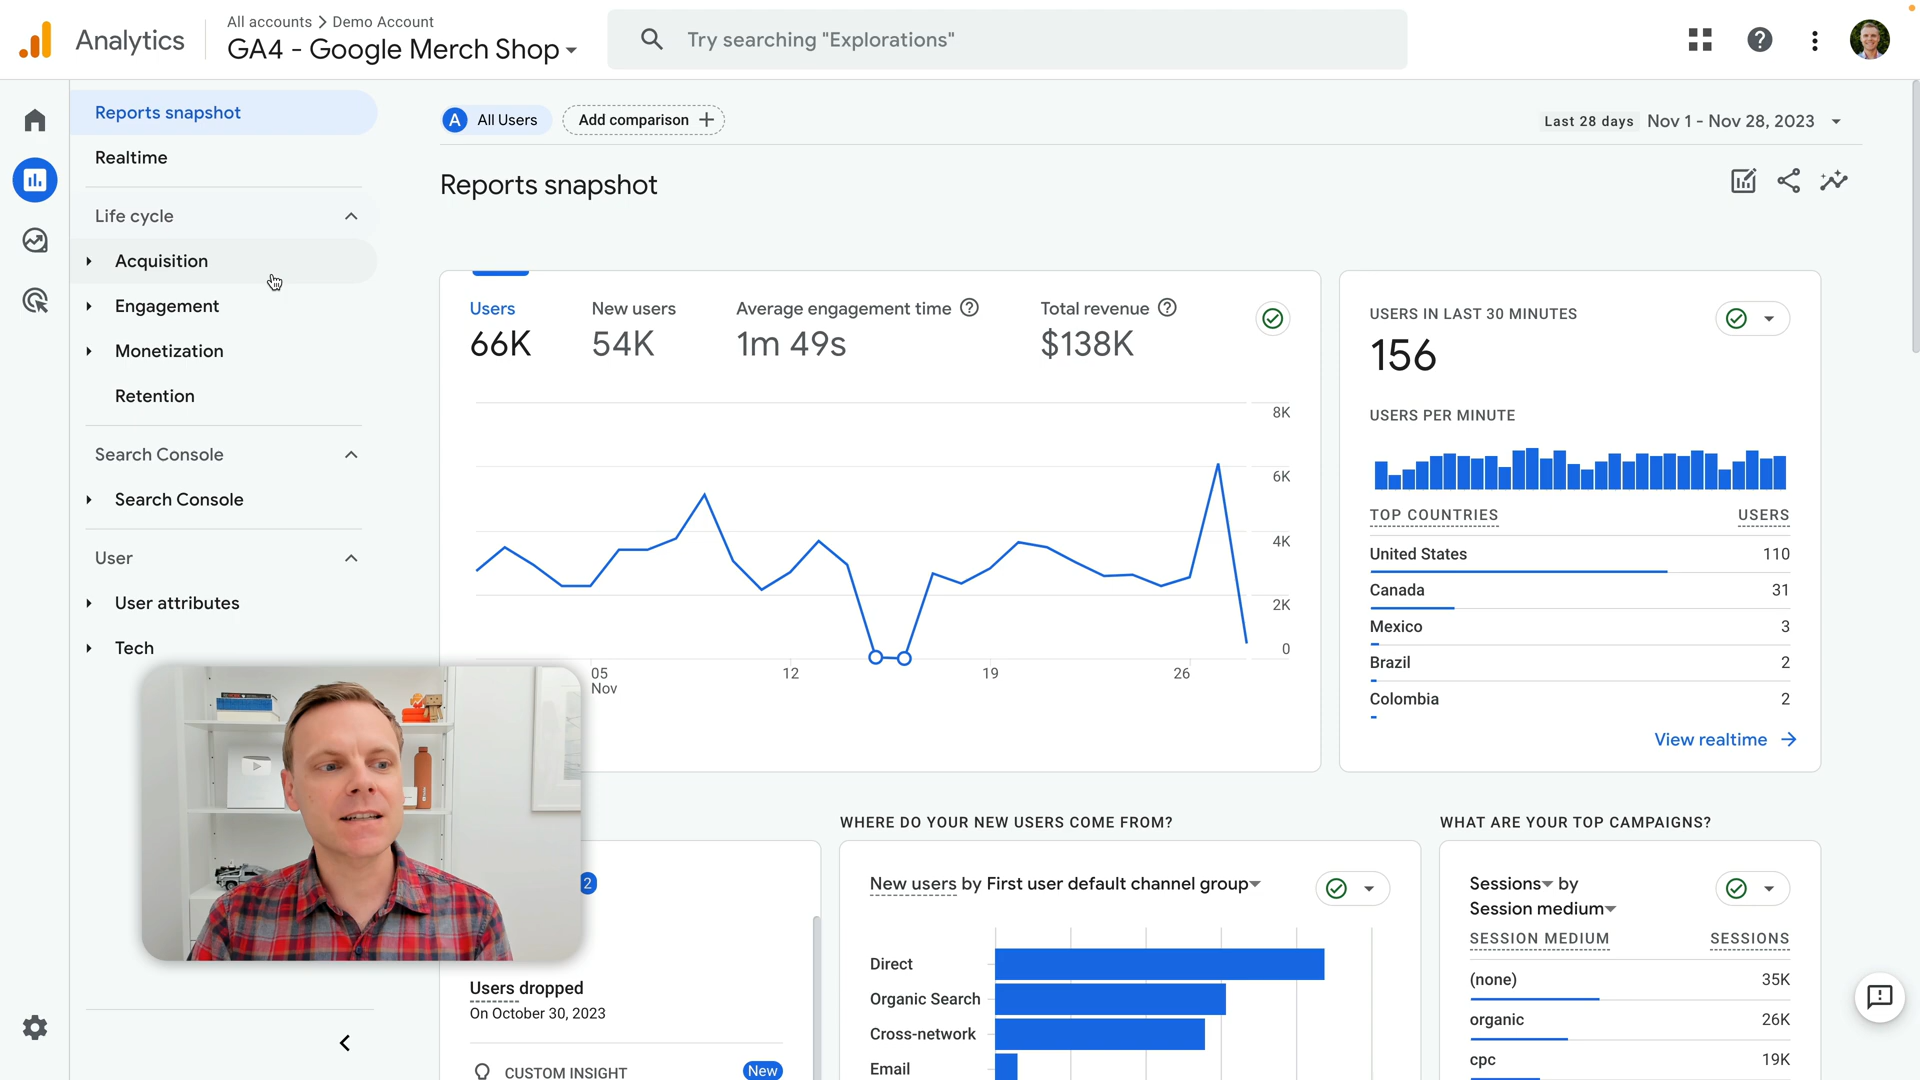 Analytics
All accounts > Demo Account
GA4 - Google Merch Shop
Try searching "Explorations"
Reports snapshot
Realtime
Life cycle
Acquisition
Engagement
Monetization
Retention
Search Console
Search Console
User
User attributes
Tech
A All Users
Add comparison +
Last 28 days Nov 1 - Nov 28, 2023
Reports snapshot
Users
66K
New users
54K
Average engagement time
1m 49s
Total revenue
$138K
8K
6K
4K
2K
0
05
Nov
12
19
26
USERS IN LAST 30 MINUTES
156
USERS PER MINUTE
TOP COUNTRIES USERS
United States 110
Canada 31
Mexico 3
Brazil 2
Colombia 2
View realtime
2
Users dropped
On October 30, 2023
CUSTOM INSIGHT New
WHERE DO YOUR NEW USERS COME FROM?
New users by First user default channel group
Direct
Organic Search
Cross-network
Email
WHAT ARE YOUR TOP CAMPAIGNS?
Sessions by
Session medium
SESSION MEDIUM SESSIONS
(none) 35K
organic 26K
cpc 19K